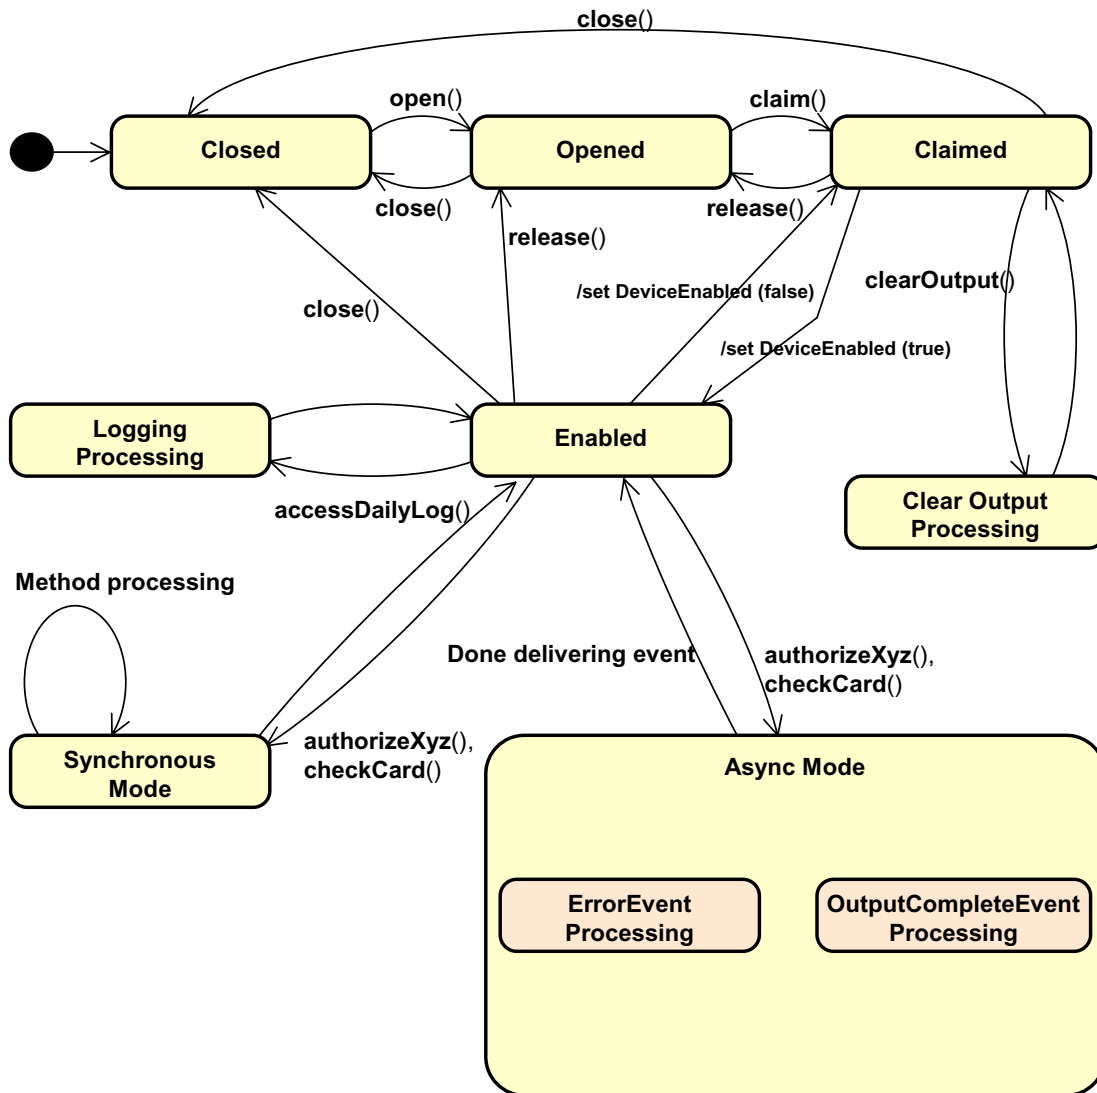 close()
open()
claim()
Closed
Opened
Claimed
close()
release()
release()
clearOutput()
/set DeviceEnabled (false)
close()
/set DeviceEnabled (true)
Logging
Processing
Enabled
accessDailyLog()
Clear Output
Processing
Method processing
Done delivering event
authorizeXyz(),
checkCard()
authorizeXyz(),
checkCard()
Synchronous
Mode
Async Mode
ErrorEvent
Processing
OutputCompleteEvent
Processing